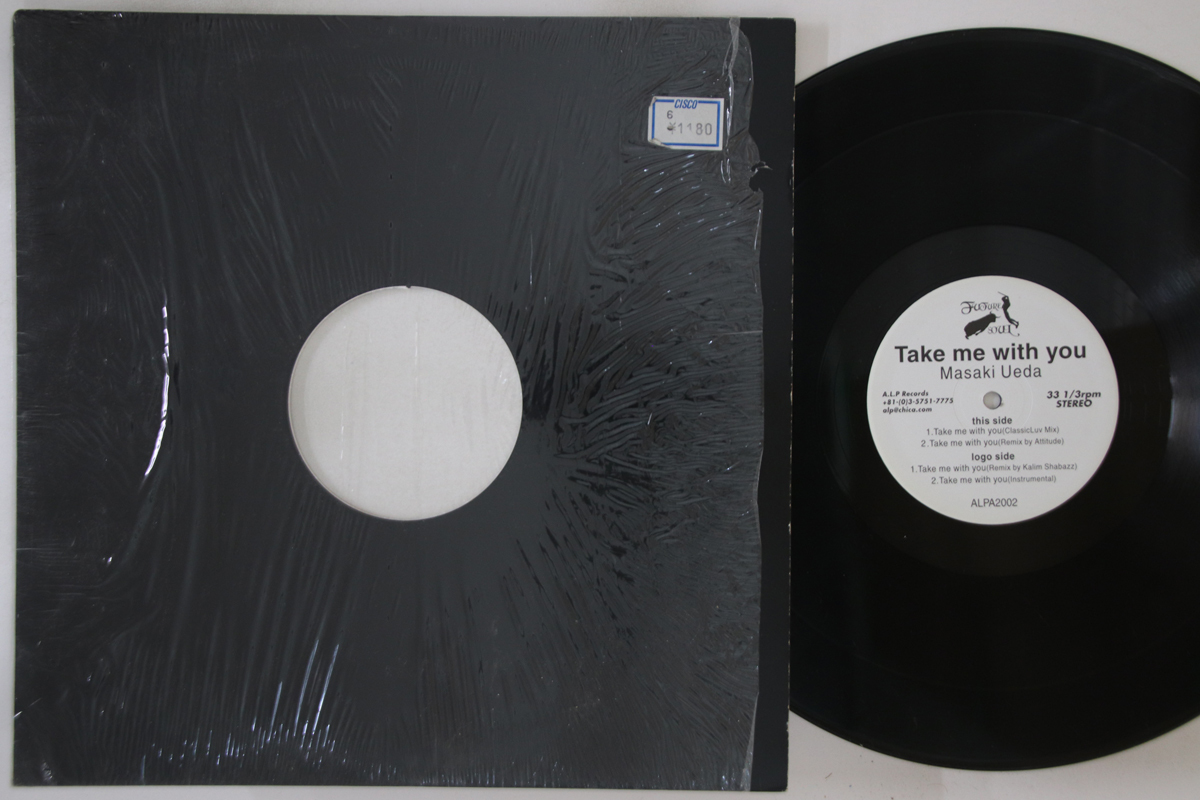 CISCO
6
¥1180
FUTURE
SOUL
Take me with you
Masaki Ueda
A.L.P Records
+81-(0)3-5751-7775
alp@chica.com
33 1/3rpm
STEREO
this side
1.Take me with you(ClassicLuv Mix)
2.Take me with you(Remix by Attitude)
logo side
1.Take me with you(Remix by Kalim Shabazz)
2.Take me with you(Instrumental)
ALPA2002